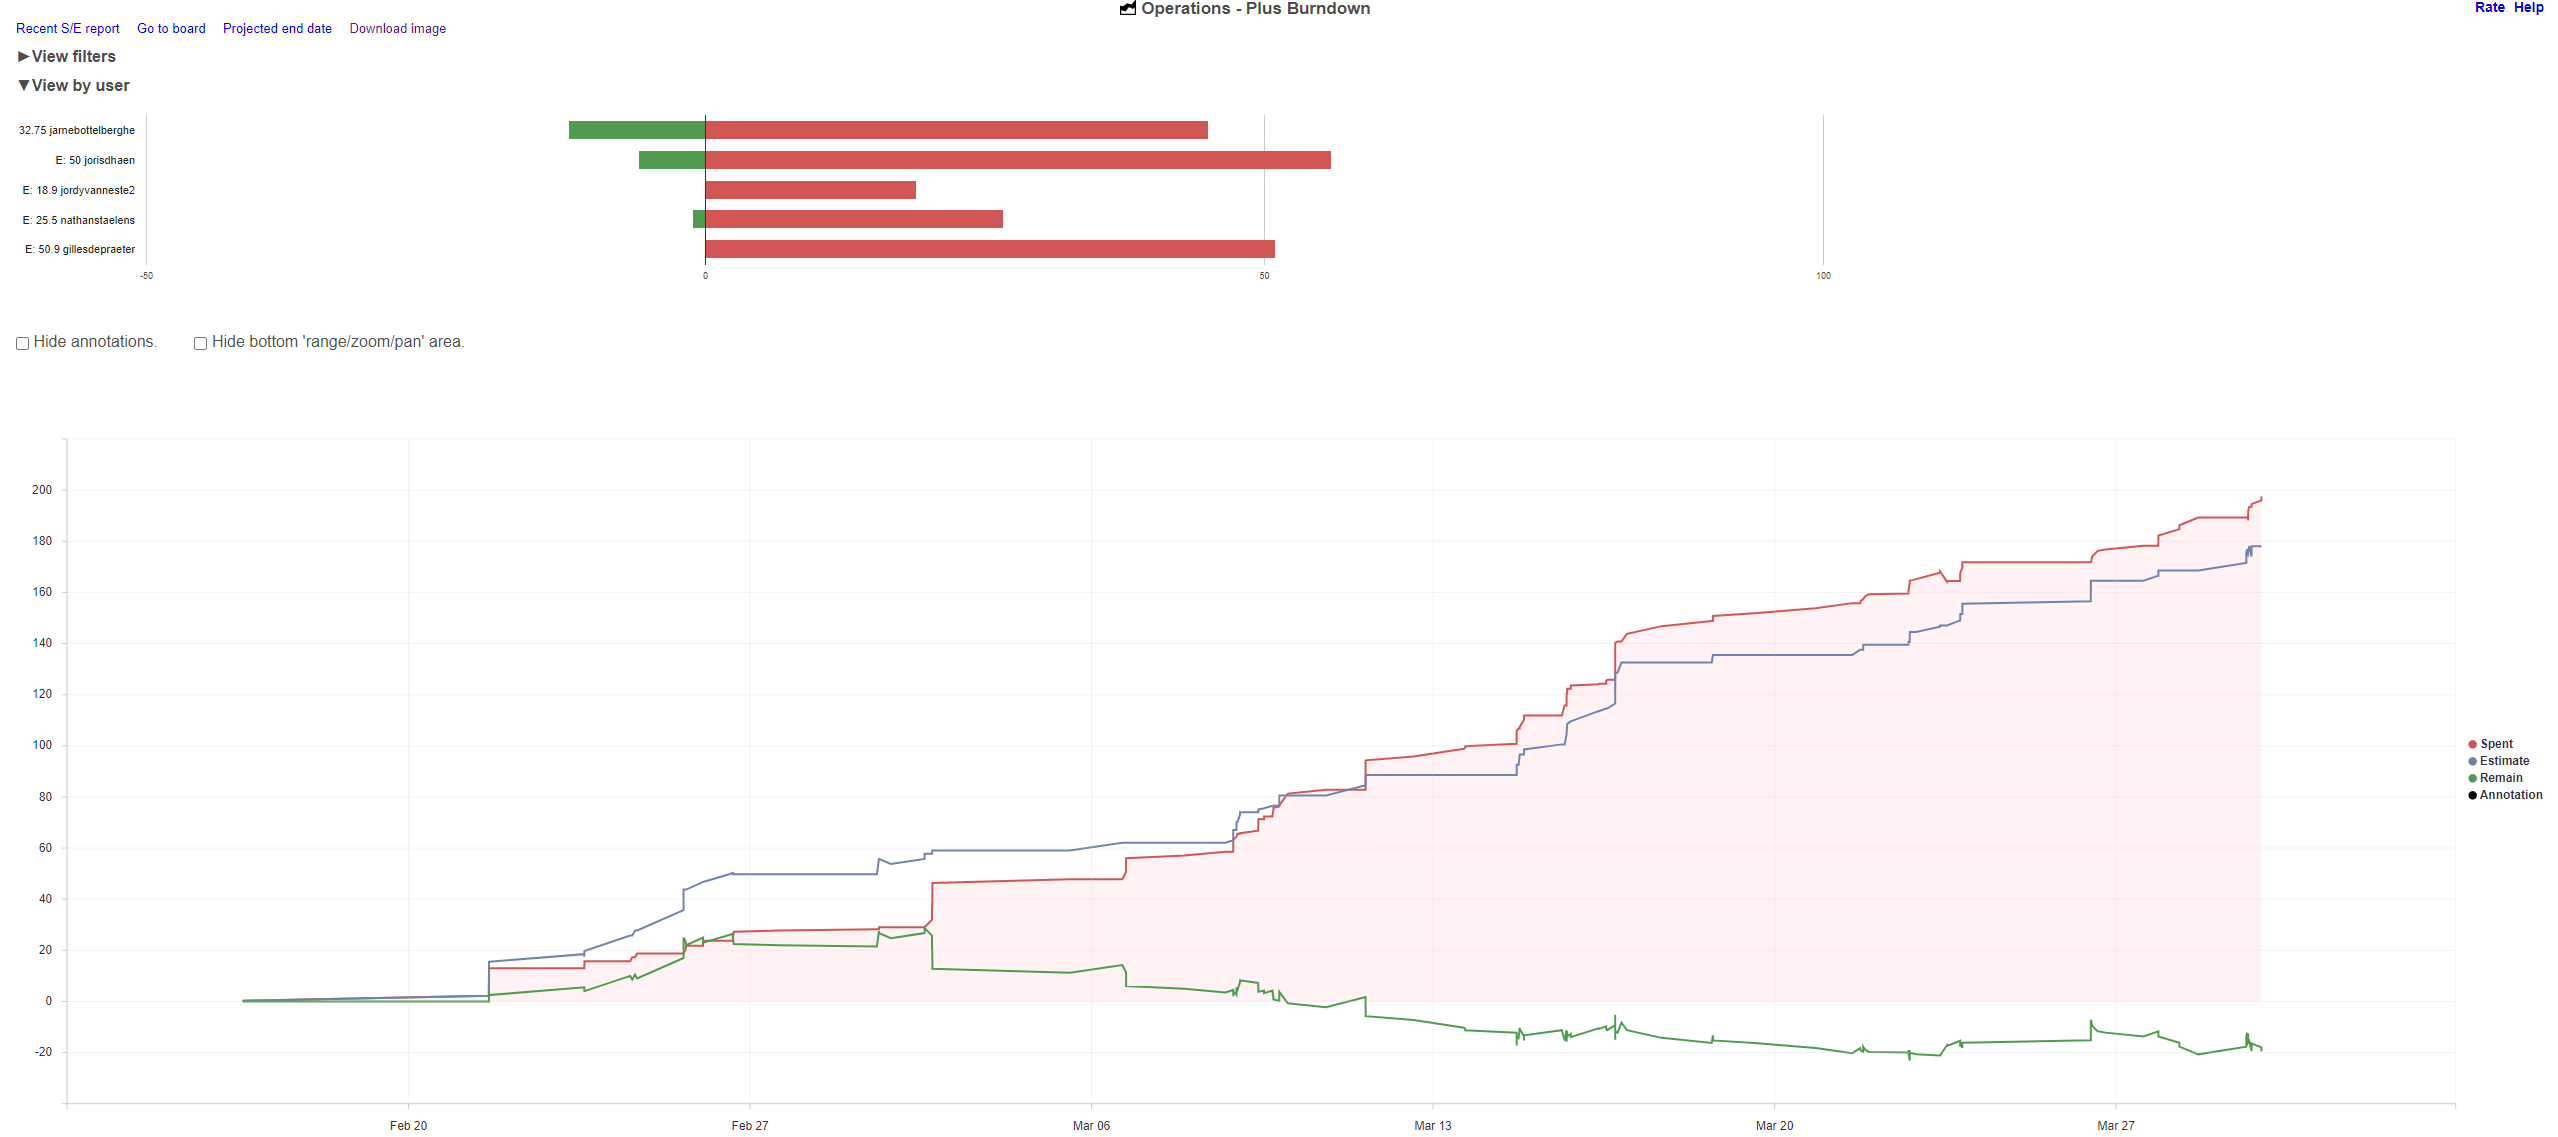 Operations - Plus Burndown
Rate Help
Recent S/E report Go to board Projected end date Download image
▶View filters
▼View by user
32.75 jarnebottelberghe
E: 50 jorisdhaen
E: 18.9 jordyvanneste2
E: 25.5 nathanstaelens
E: 50.9 gillesdepraeter
-50 0 50 100
Hide annotations. Hide bottom 'range/zoom/pan' area.
200
180
160
140
120
100
80
60
40
20
0
-20
Spent
Estimate
Remain
Annotation
Feb 20 Feb 27 Mar 06 Mar 13 Mar 20 Mar 27